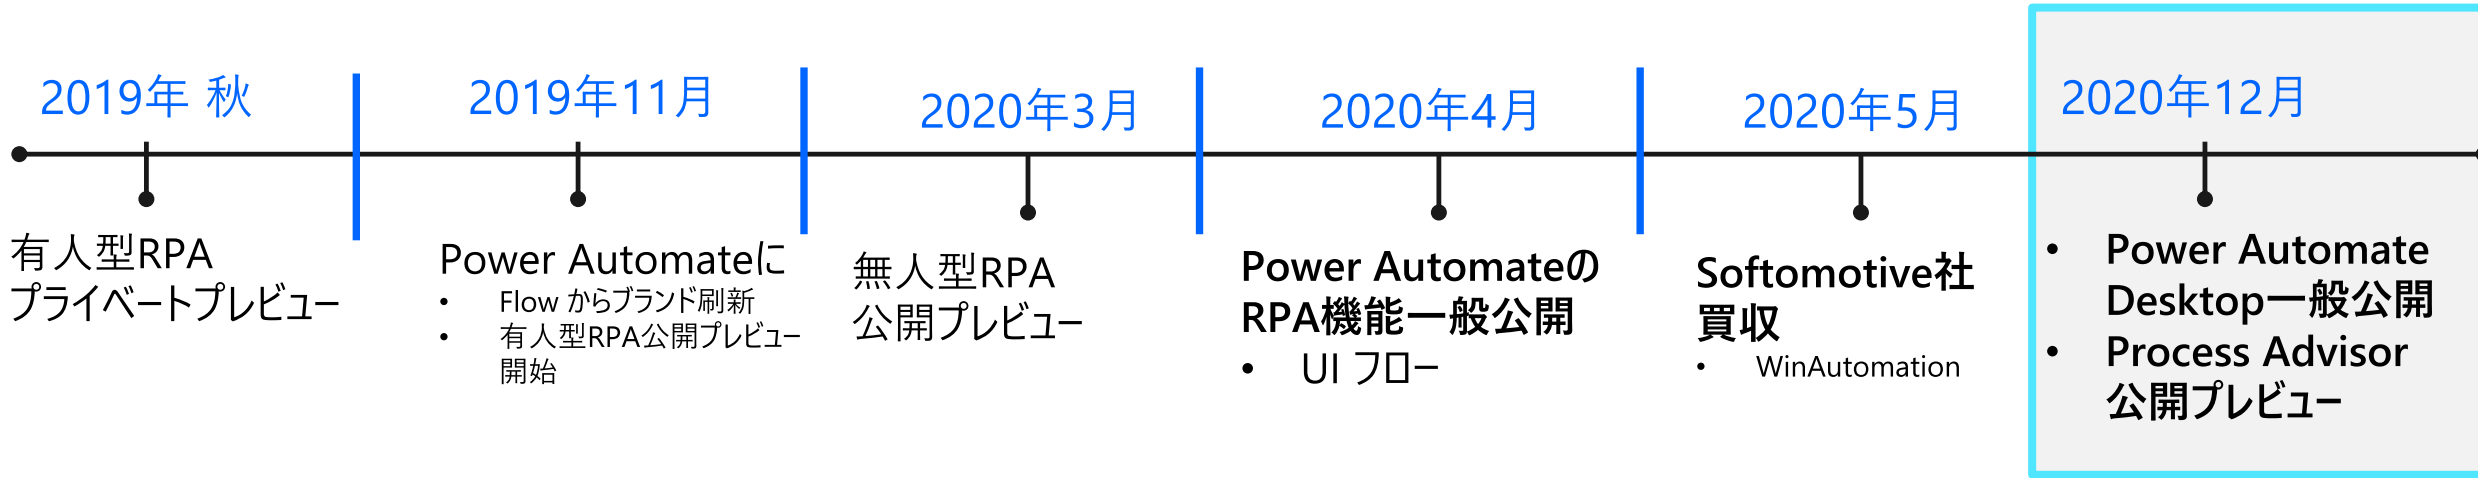 2019年 秋
有人型RPA
プライベートプレビュー
2019年11月
Power Automateに
• Flow からブランド刷新
• 有人型RPA公開プレビュー
開始
2020年3月
無人型RPA
公開プレビュー
2020年4月
Power Automateの
RPA機能一般公開
• UI フロー
2020年5月
Softomotive社
買収
• WinAutomation
2020年12月
• Power Automate
Desktop一般公開
• Process Advisor
公開プレビュー